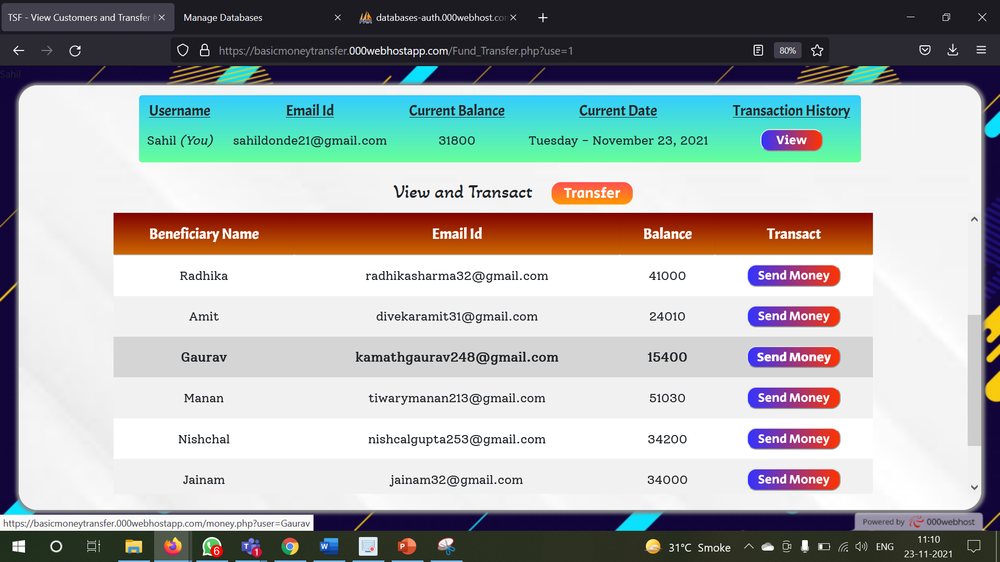 TSF - View Customers and Transfer
Manage Databases
databases-auth.000webhost.co
https://basicmoneytransfer.000webhostapp.com/Fund_Transfer.php?use=1
80%
Sahil
Username Email Id Current Balance Current Date Transaction History
Sahil (You) sahildonde21@gmail.com 31800 Tuesday - November 23, 2021 View
View and Transact Transfer
Beneficiary Name Email Id Balance Transact
Radhika radhikasharma32@gmail.com 41000 Send Money
Amit divekaramit31@gmail.com 24010 Send Money
Gaurav kamathgaurav248@gmail.com 15400 Send Money
Manan tiwarymanan213@gmail.com 51030 Send Money
Nishchal nishcalgupta253@gmail.com 34200 Send Money
Jainam jainam32@gmail.com 34000 Send Money
https://basicmoneytransfer.000webhostapp.com/money.php?user=Gaurav
Powered by 000webhost
6
1
31°C Smoke
ENG
11:10
23-11-2021